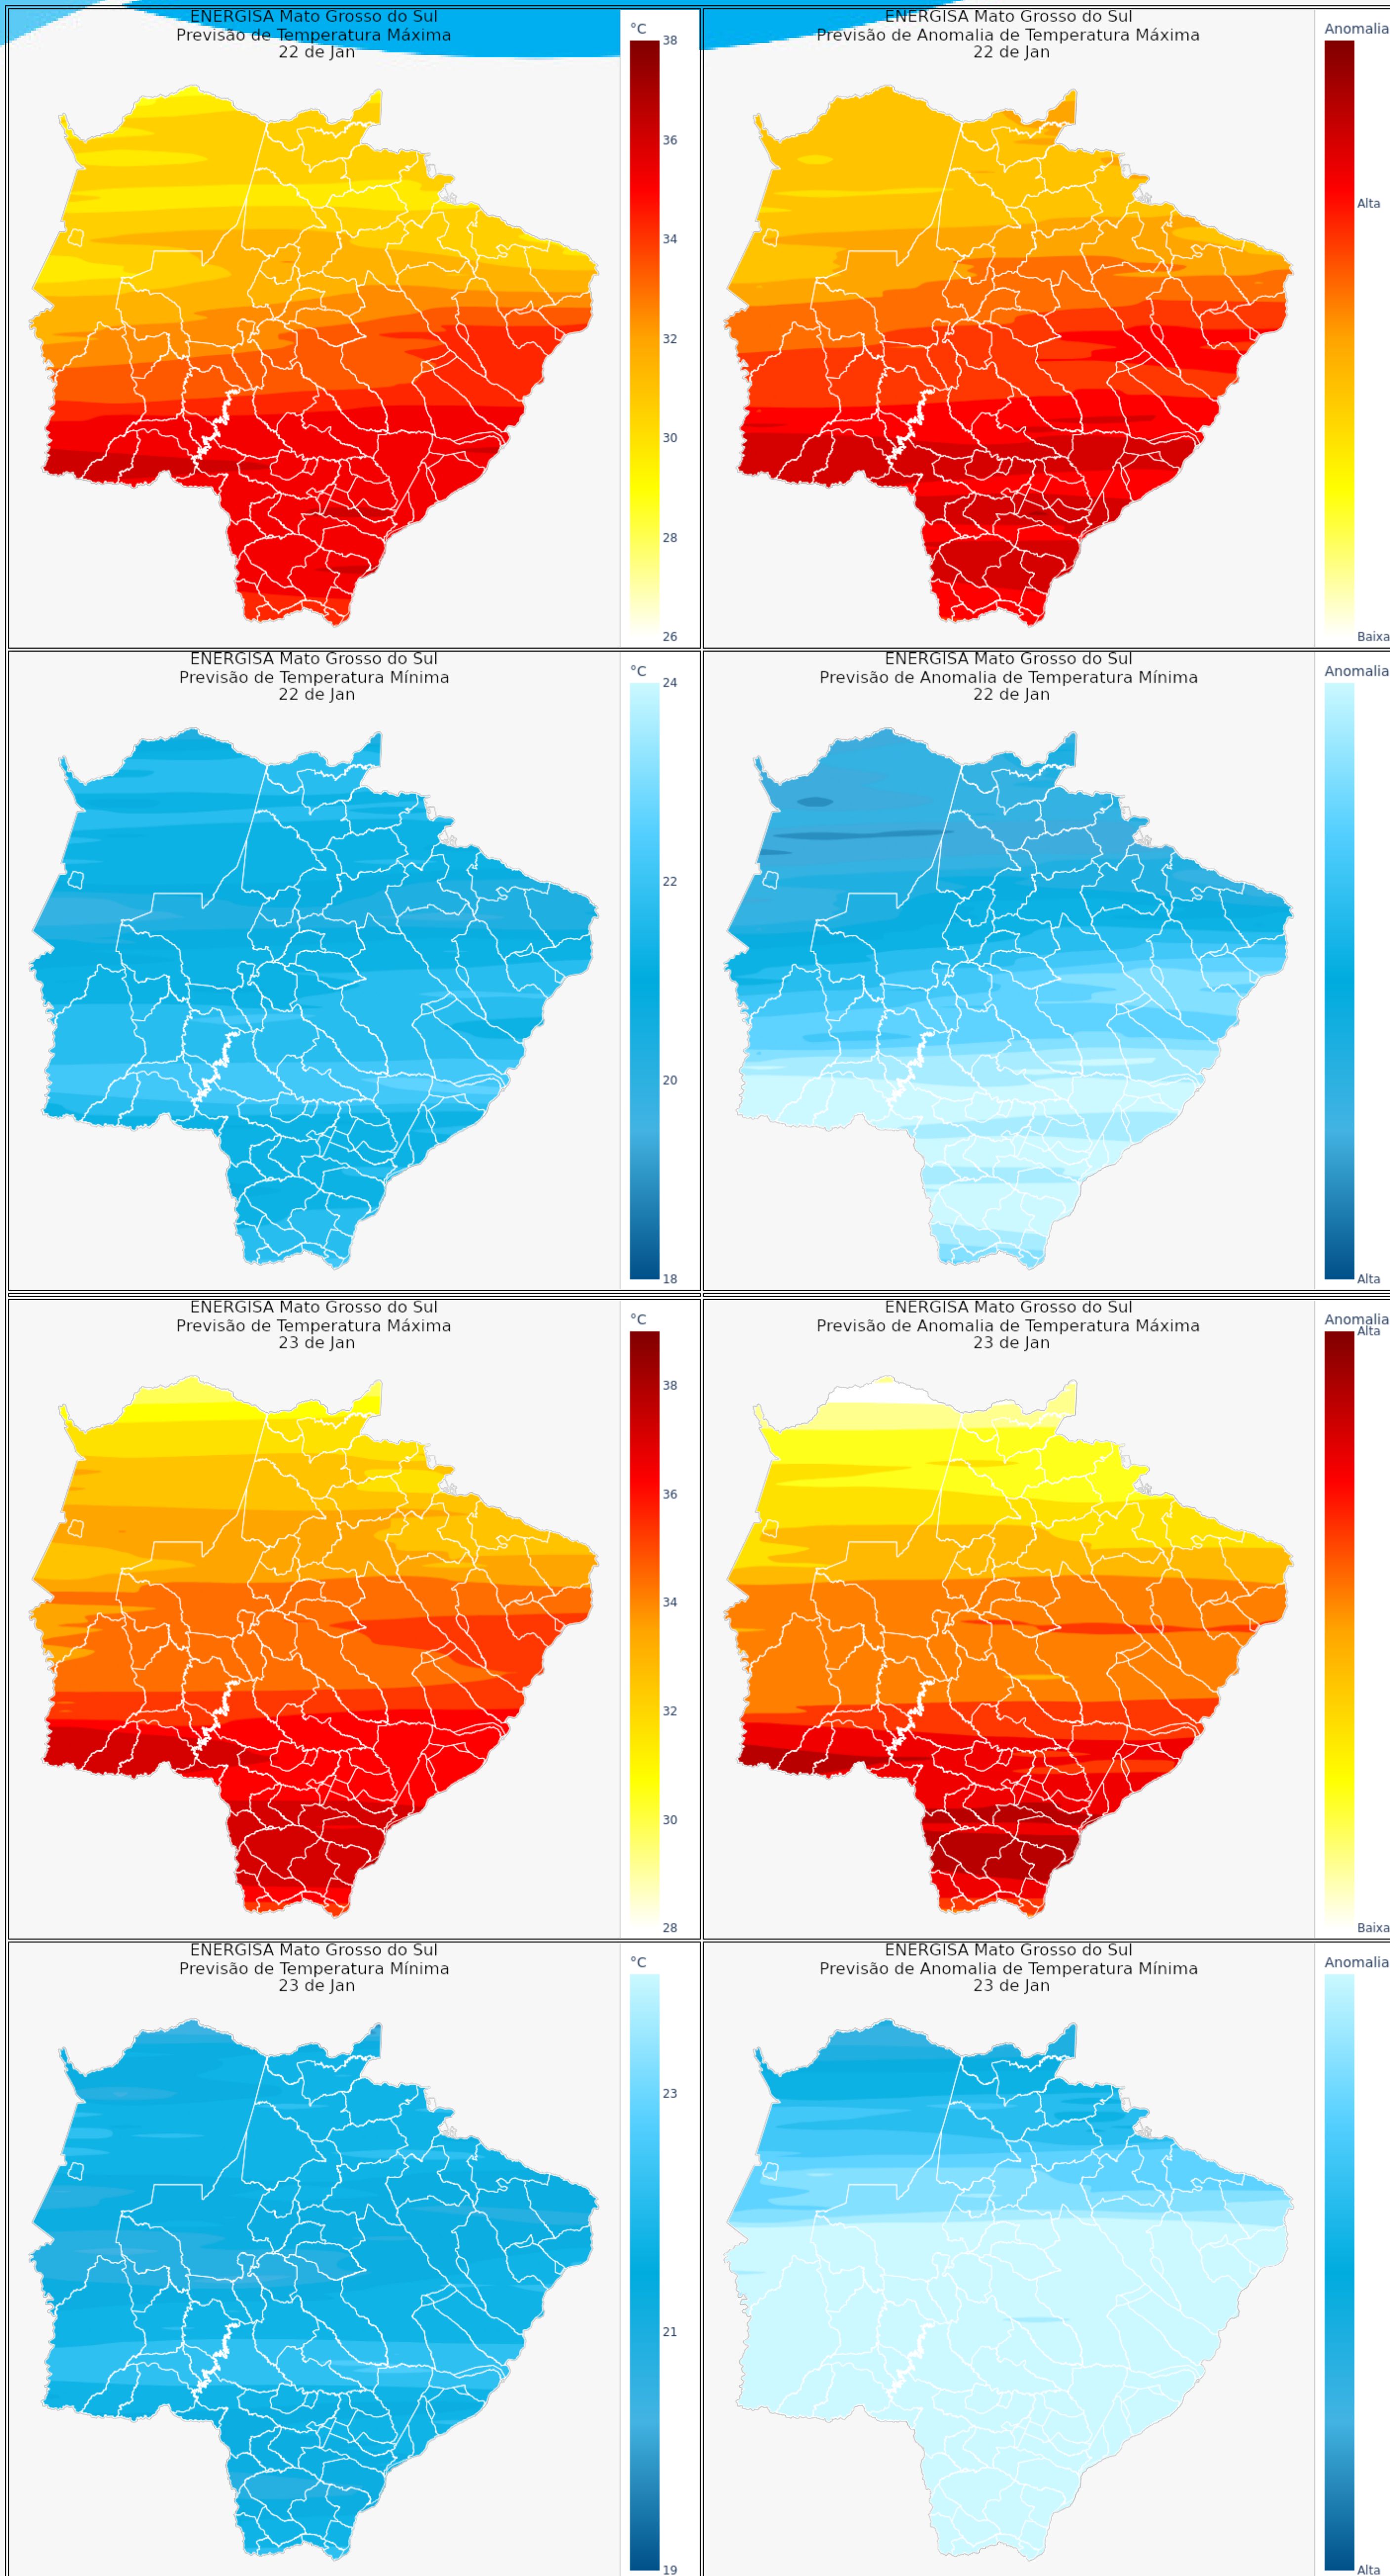 ENERGISA Mato Grosso do Sul
Previsão de Temperatura Máxima
22 de Jan
°C
38
36
34
32
30
28
26
ENERGISA Mato Grosso do Sul
Previsão de Anomalia de Temperatura Máxima
22 de Jan
Anomalia
Alta
Baixa
ENERGISA Mato Grosso do Sul
Previsão de Temperatura Mínima
22 de Jan
°C
24
22
20
18
ENERGISA Mato Grosso do Sul
Previsão de Anomalia de Temperatura Mínima
22 de Jan
Anomalia
Alta
ENERGISA Mato Grosso do Sul
Previsão de Temperatura Máxima
23 de Jan
°C
38
36
34
32
30
28
ENERGISA Mato Grosso do Sul
Previsão de Anomalia de Temperatura Máxima
23 de Jan
Anomalia
Alta
Baixa
ENERGISA Mato Grosso do Sul
Previsão de Temperatura Mínima
23 de Jan
°C
23
21
19
ENERGISA Mato Grosso do Sul
Previsão de Anomalia de Temperatura Mínima
23 de Jan
Anomalia
Alta